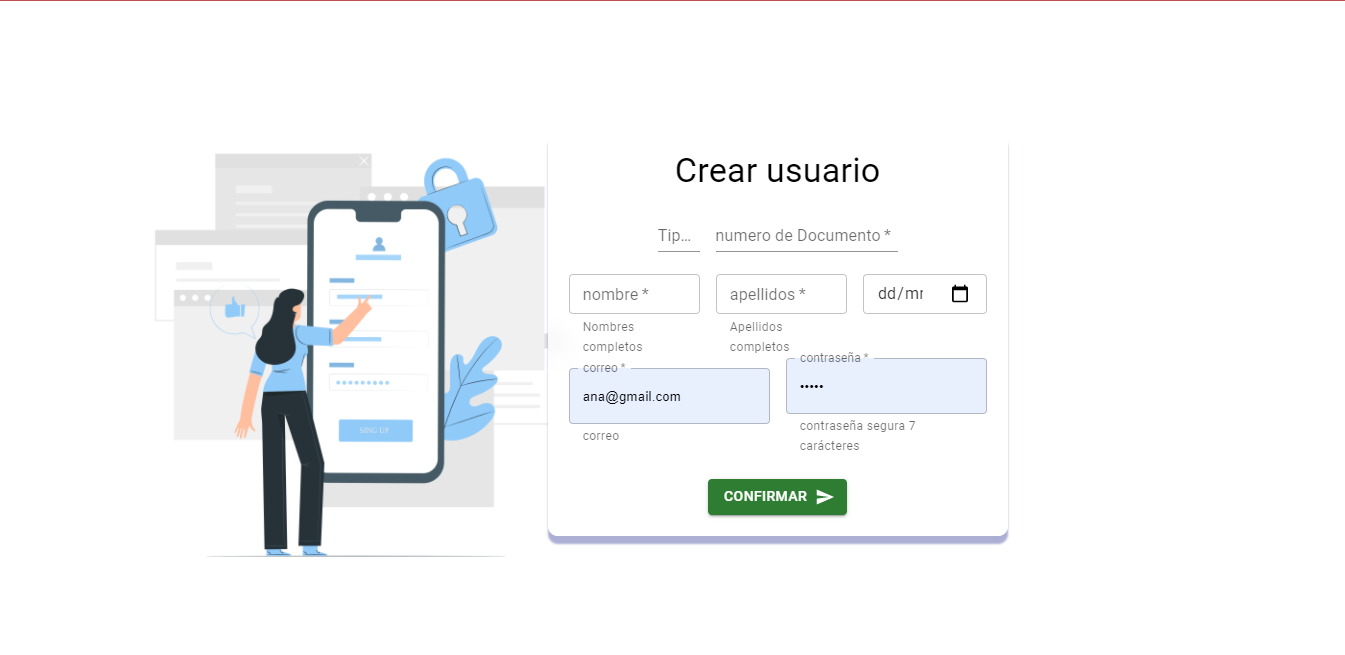 Crear usuario
Tip... numero de Documento *
nombre * apellidos * dd/mm
Nombres completos
Apellidos completos
correo *
ana@gmail.com
correo
contraseña *
•••••
contraseña segura 7
carácteres
SING UP
CONFIRMAR